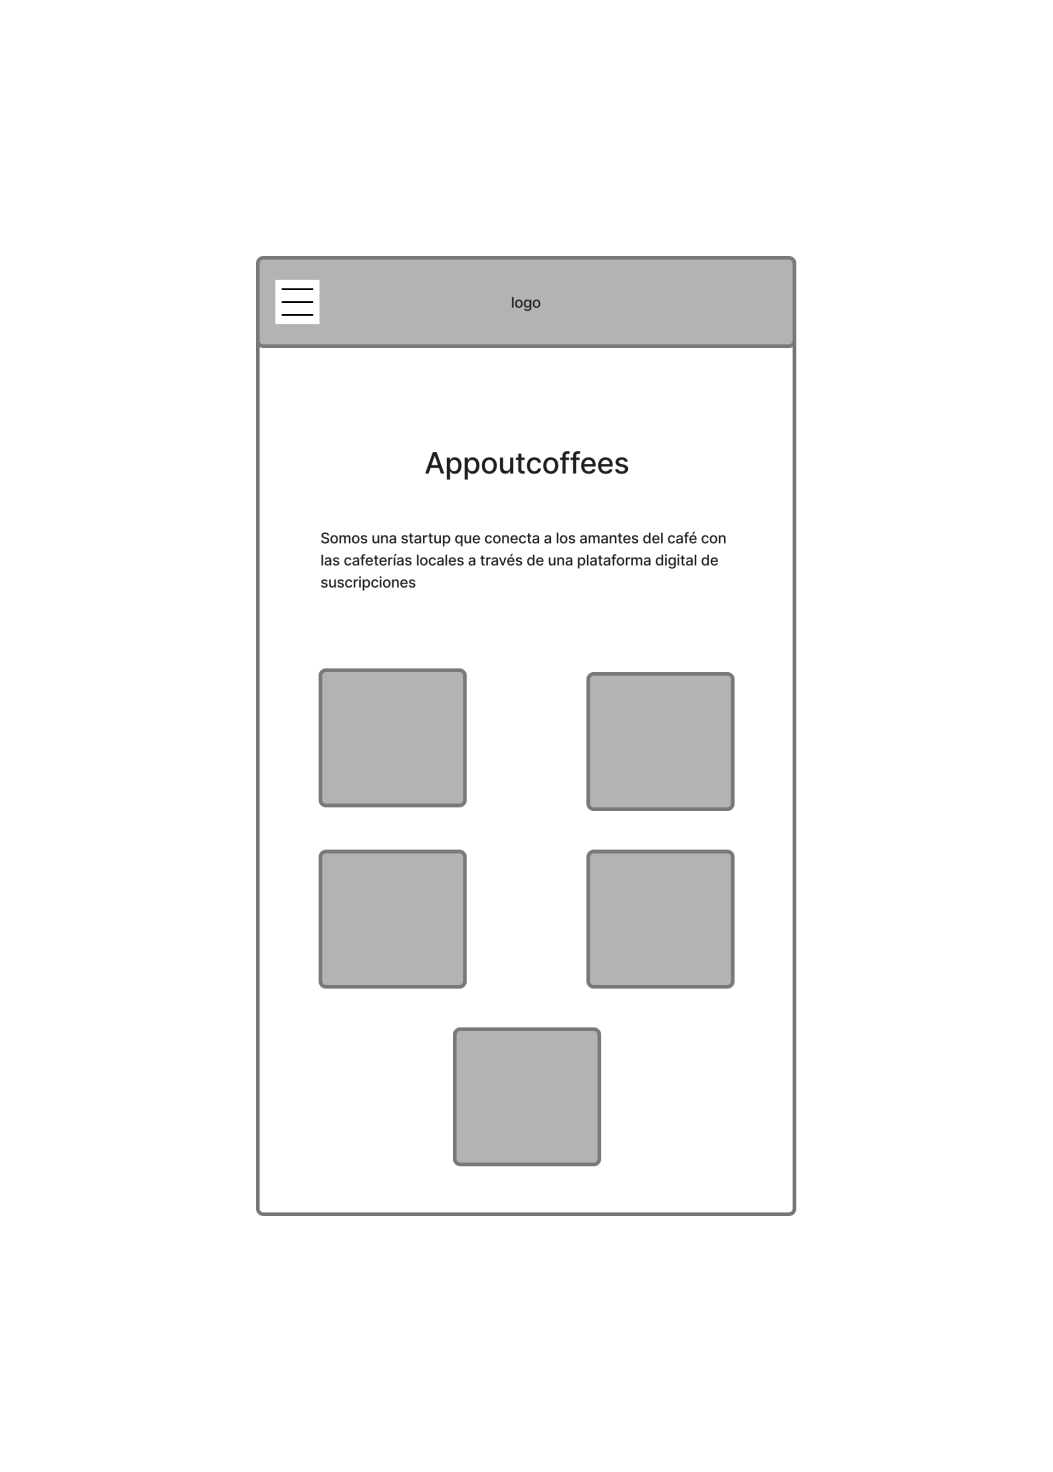 logo
Appoutcoffees
Somos una startup que conecta a los amantes del café con
las cafeterías locales a través de una plataforma digital de
suscripciones